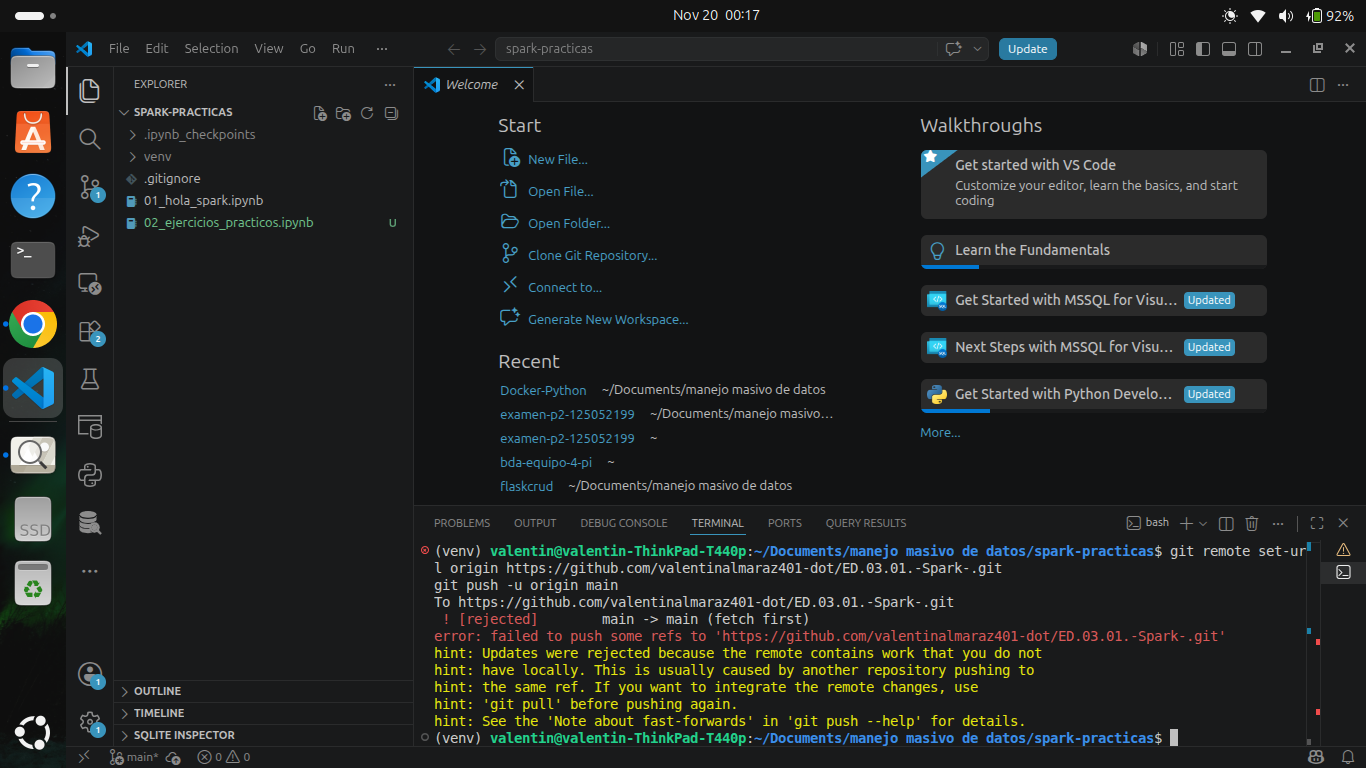 Nov 20 00:17
92%
File Edit Selection View Go Run ···
spark-practicas
Update
EXPLORER
SPARK-PRACTICAS
.ipynb_checkpoints
venv
.gitignore
01_hola_spark.ipynb
02_ejercicios_practicos.ipynb U
OUTLINE
TIMELINE
SQLITE INSPECTOR
1
2
1
1
SSD
Welcome
Start
New File...
Open File...
Open Folder...
Clone Git Repository...
Connect to...
Generate New Workspace...
Recent
Docker-Python ~/Documents/manejo masivo de datos
examen-p2-125052199 ~/Documents/manejo masivo...
examen-p2-125052199 ~
bda-equipo-4-pi ~
flaskcrud ~/Documents/manejo masivo de datos
Walkthroughs
Get started with VS Code
Customize your editor, learn the basics, and start
coding
Learn the Fundamentals
Get Started with MSSQL for Visu... Updated
Next Steps with MSSQL for Visu... Updated
Get Started with Python Develo... Updated
More...
PROBLEMS OUTPUT DEBUG CONSOLE TERMINAL PORTS QUERY RESULTS
bash
(venv) valentin@valentin-ThinkPad-T440p:~/Documents/manejo masivo de datos/spark-practicas$ git remote set-ur
l origin https://github.com/valentinalmaraz401-dot/ED.03.01.-Spark-.git
git push -u origin main
To https://github.com/valentinalmaraz401-dot/ED.03.01.-Spark-.git
! [rejected] main -> main (fetch first)
error: failed to push some refs to 'https://github.com/valentinalmaraz401-dot/ED.03.01.-Spark-.git'
hint: Updates were rejected because the remote contains work that you do not
hint: have locally. This is usually caused by another repository pushing to
hint: the same ref. If you want to integrate the remote changes, use
hint: 'git pull' before pushing again.
hint: See the 'Note about fast-forwards' in 'git push --help' for details.
(venv) valentin@valentin-ThinkPad-T440p:~/Documents/manejo masivo de datos/spark-practicas$
main* 0 0 0